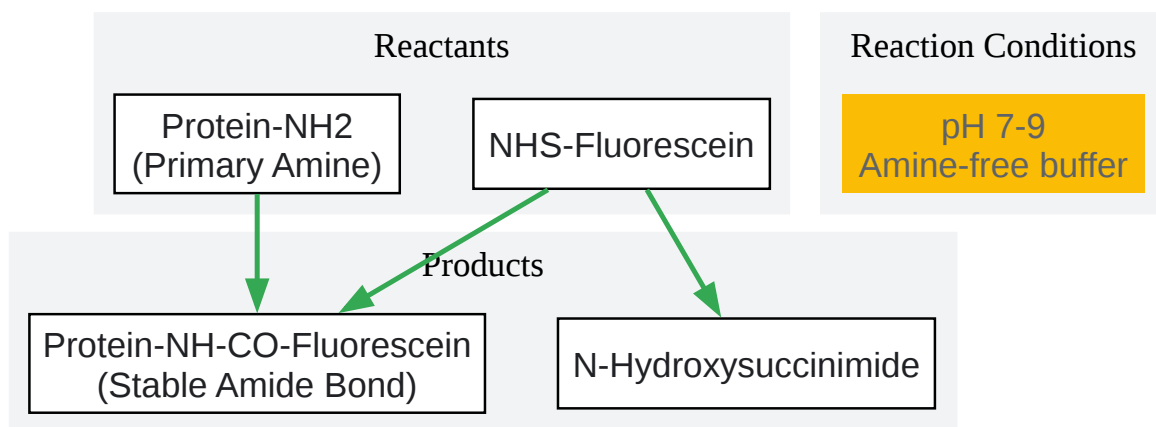 Reactants
Reaction Conditions
Protein-NH2
(Primary Amine)
NHS-Fluorescein
pH 7-9
Amine-free buffer
Products
Protein-NH-CO-Fluorescein
(Stable Amide Bond)
N-Hydroxysuccinimide